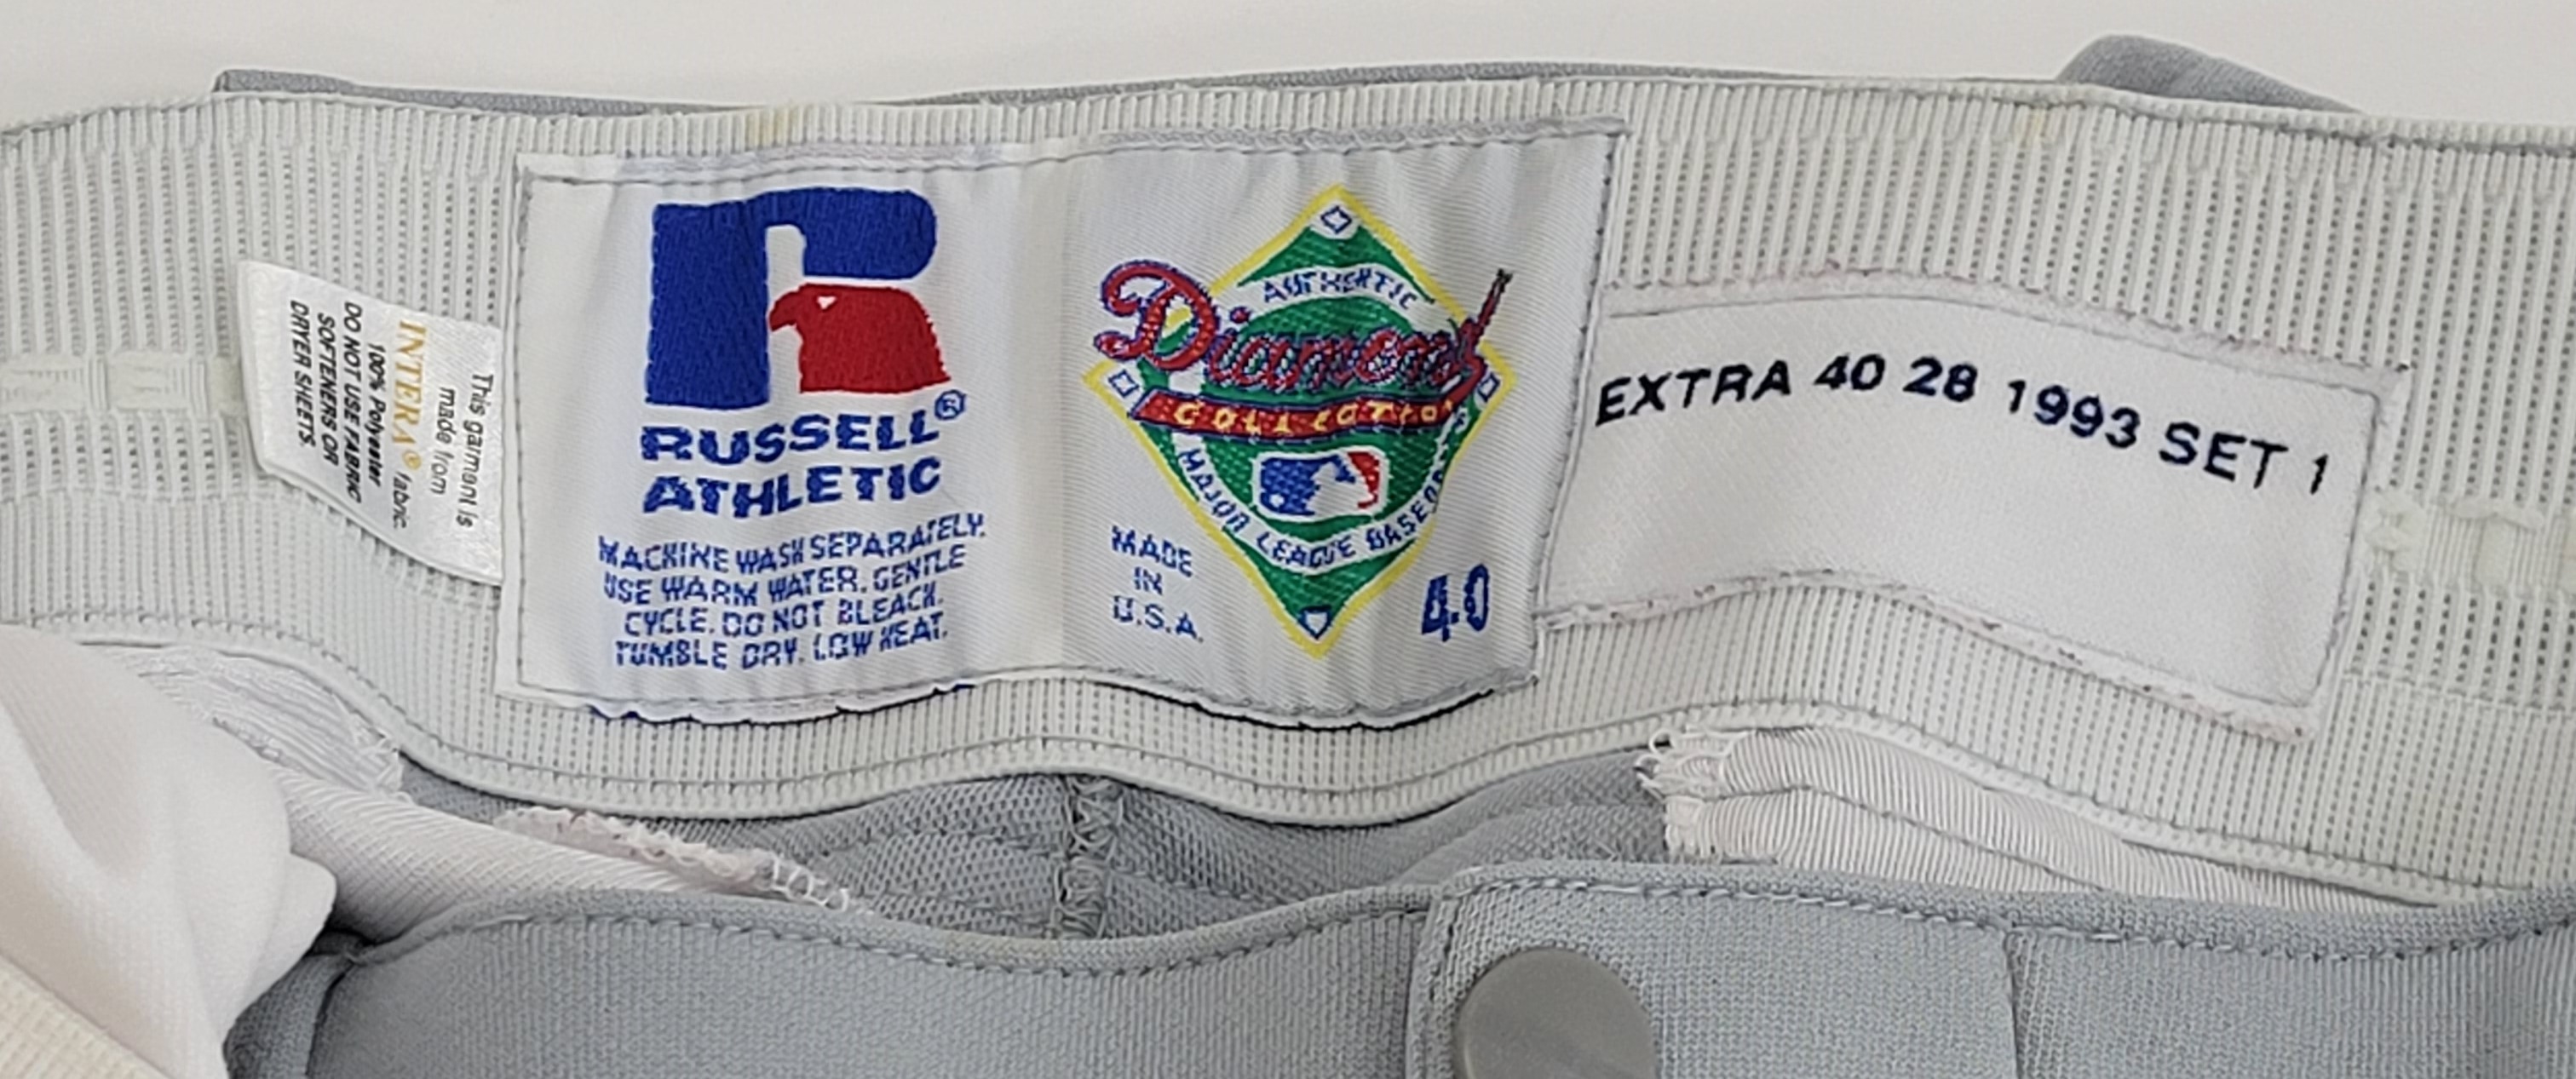 This garment is
made from
INTERA® fabric.
100% Polyester
DO NOT USE FABRIC
SOFTENERS OR
DRYER SHEETS.
RUSSELL®
ATHLETIC
MACHINE WASH SEPARATELY.
USE WARM WATER. GENTLE
CYCLE. DO NOT BLEACH.
TUMBLE DRY. LOW HEAT.
AUTHENTIC
Diamond
COLLECTION
MAJOR LEAGUE BASEBALL
MADE
IN
U.S.A.
40
EXTRA 40 28 1993 SET 1